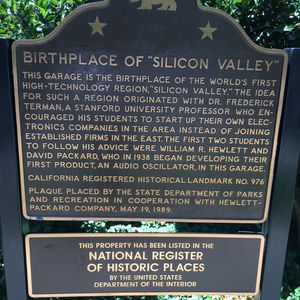 BIRTHPLACE OF "SILICON VALLEY"
THIS GARAGE IS THE BIRTHPLACE OF THE WORLD'S FIRST
HIGH-TECHNOLOGY REGION, "SILICON VALLEY." THE IDEA
FOR SUCH A REGION ORIGINATED WITH DR. FREDERICK
TERMAN, A STANFORD UNIVERSITY PROFESSOR WHO EN-
COURAGED HIS STUDENTS TO START UP THEIR OWN ELEC-
TRONICS COMPANIES IN THE AREA INSTEAD OF JOINING
ESTABLISHED FIRMS IN THE EAST. THE FIRST TWO STUDENTS
TO FOLLOW HIS ADVICE WERE WILLIAM R. HEWLETT AND
DAVID PACKARD, WHO IN 1938 BEGAN DEVELOPING THEIR
FIRST PRODUCT, AN AUDIO OSCILLATOR, IN THIS GARAGE.
CALIFORNIA REGISTERED HISTORICAL LANDMARK NO. 976
PLAQUE PLACED BY THE STATE DEPARTMENT OF PARKS
AND RECREATION IN COOPERATION WITH HEWLETT-
PACKARD COMPANY, MAY 19, 1989.
THIS PROPERTY HAS BEEN LISTED IN THE
NATIONAL REGISTER
OF HISTORIC PLACES
BY THE UNITED STATES
DEPARTMENT OF THE INTERIOR